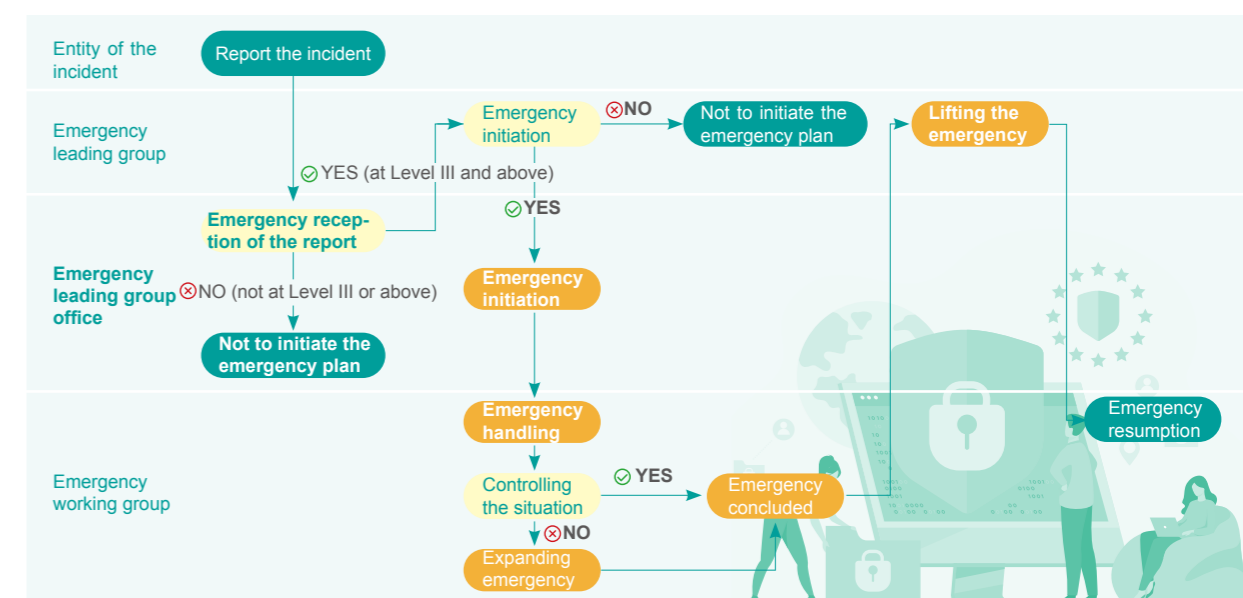 Entity of the
incident
Report the incident
Emergency
leading group
Emergency
initiation
NO
Not to initiate the
emergency plan
Lifting the
emergency
YES (at Level III and above)
YES
Emergency recep-
tion of the report
Emergency
leading group
office
NO (not at Level III or above)
Emergency
initiation
Not to initiate the
emergency plan
Emergency
handling
Emergency
resumption
Emergency
working group
Controlling
the situation
YES
Emergency
concluded
NO
Expanding
emergency